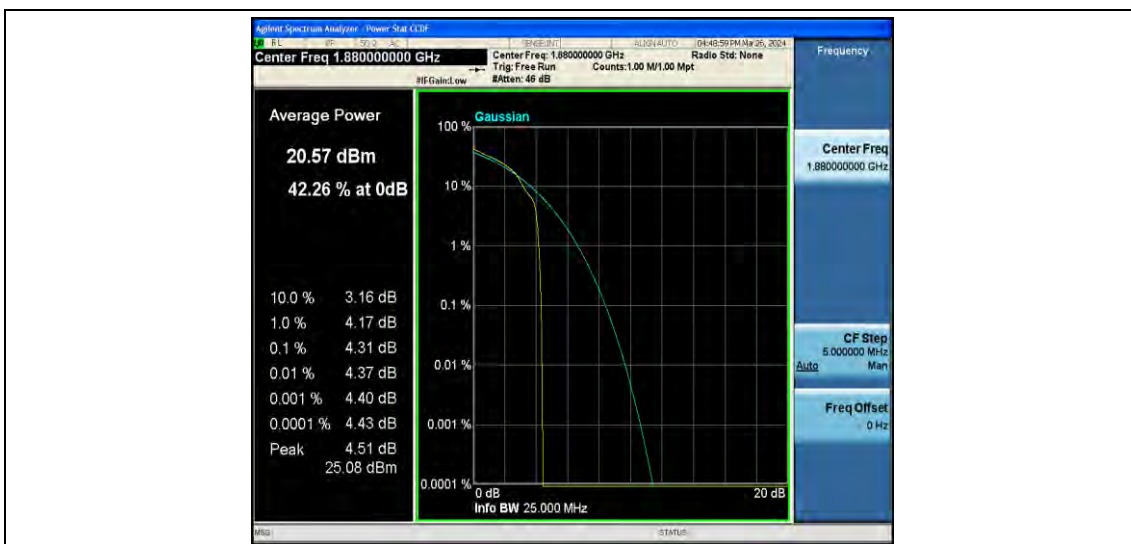 Agilent Spectrum Analyzer - Power Stat CCDF
RL RF 50 Ω AC SENSE:INT ALIGN AUTO 04:48:59 PM Mar 26, 2024
Center Freq 1.880000000 GHz
Center Freq: 1.880000000 GHz Radio Std: None
Trig: Free Run Counts:1.00 M/1.00 Mpt
#IFGain:Low #Atten: 46 dB
Frequency
Average Power
20.57 dBm
42.26 % at 0dB
10.0 % 3.16 dB
1.0 % 4.17 dB
0.1 % 4.31 dB
0.01 % 4.37 dB
0.001 % 4.40 dB
0.0001 % 4.43 dB
Peak 4.51 dB
25.08 dBm
Gaussian
100 %
10 %
1 %
0.1 %
0.01 %
0.001 %
0.0001 %
0 dB 20 dB
Info BW 25.000 MHz
Center Freq
1.880000000 GHz
CF Step
5.000000 MHz
Auto Man
Freq Offset
0 Hz
MSG STATUS